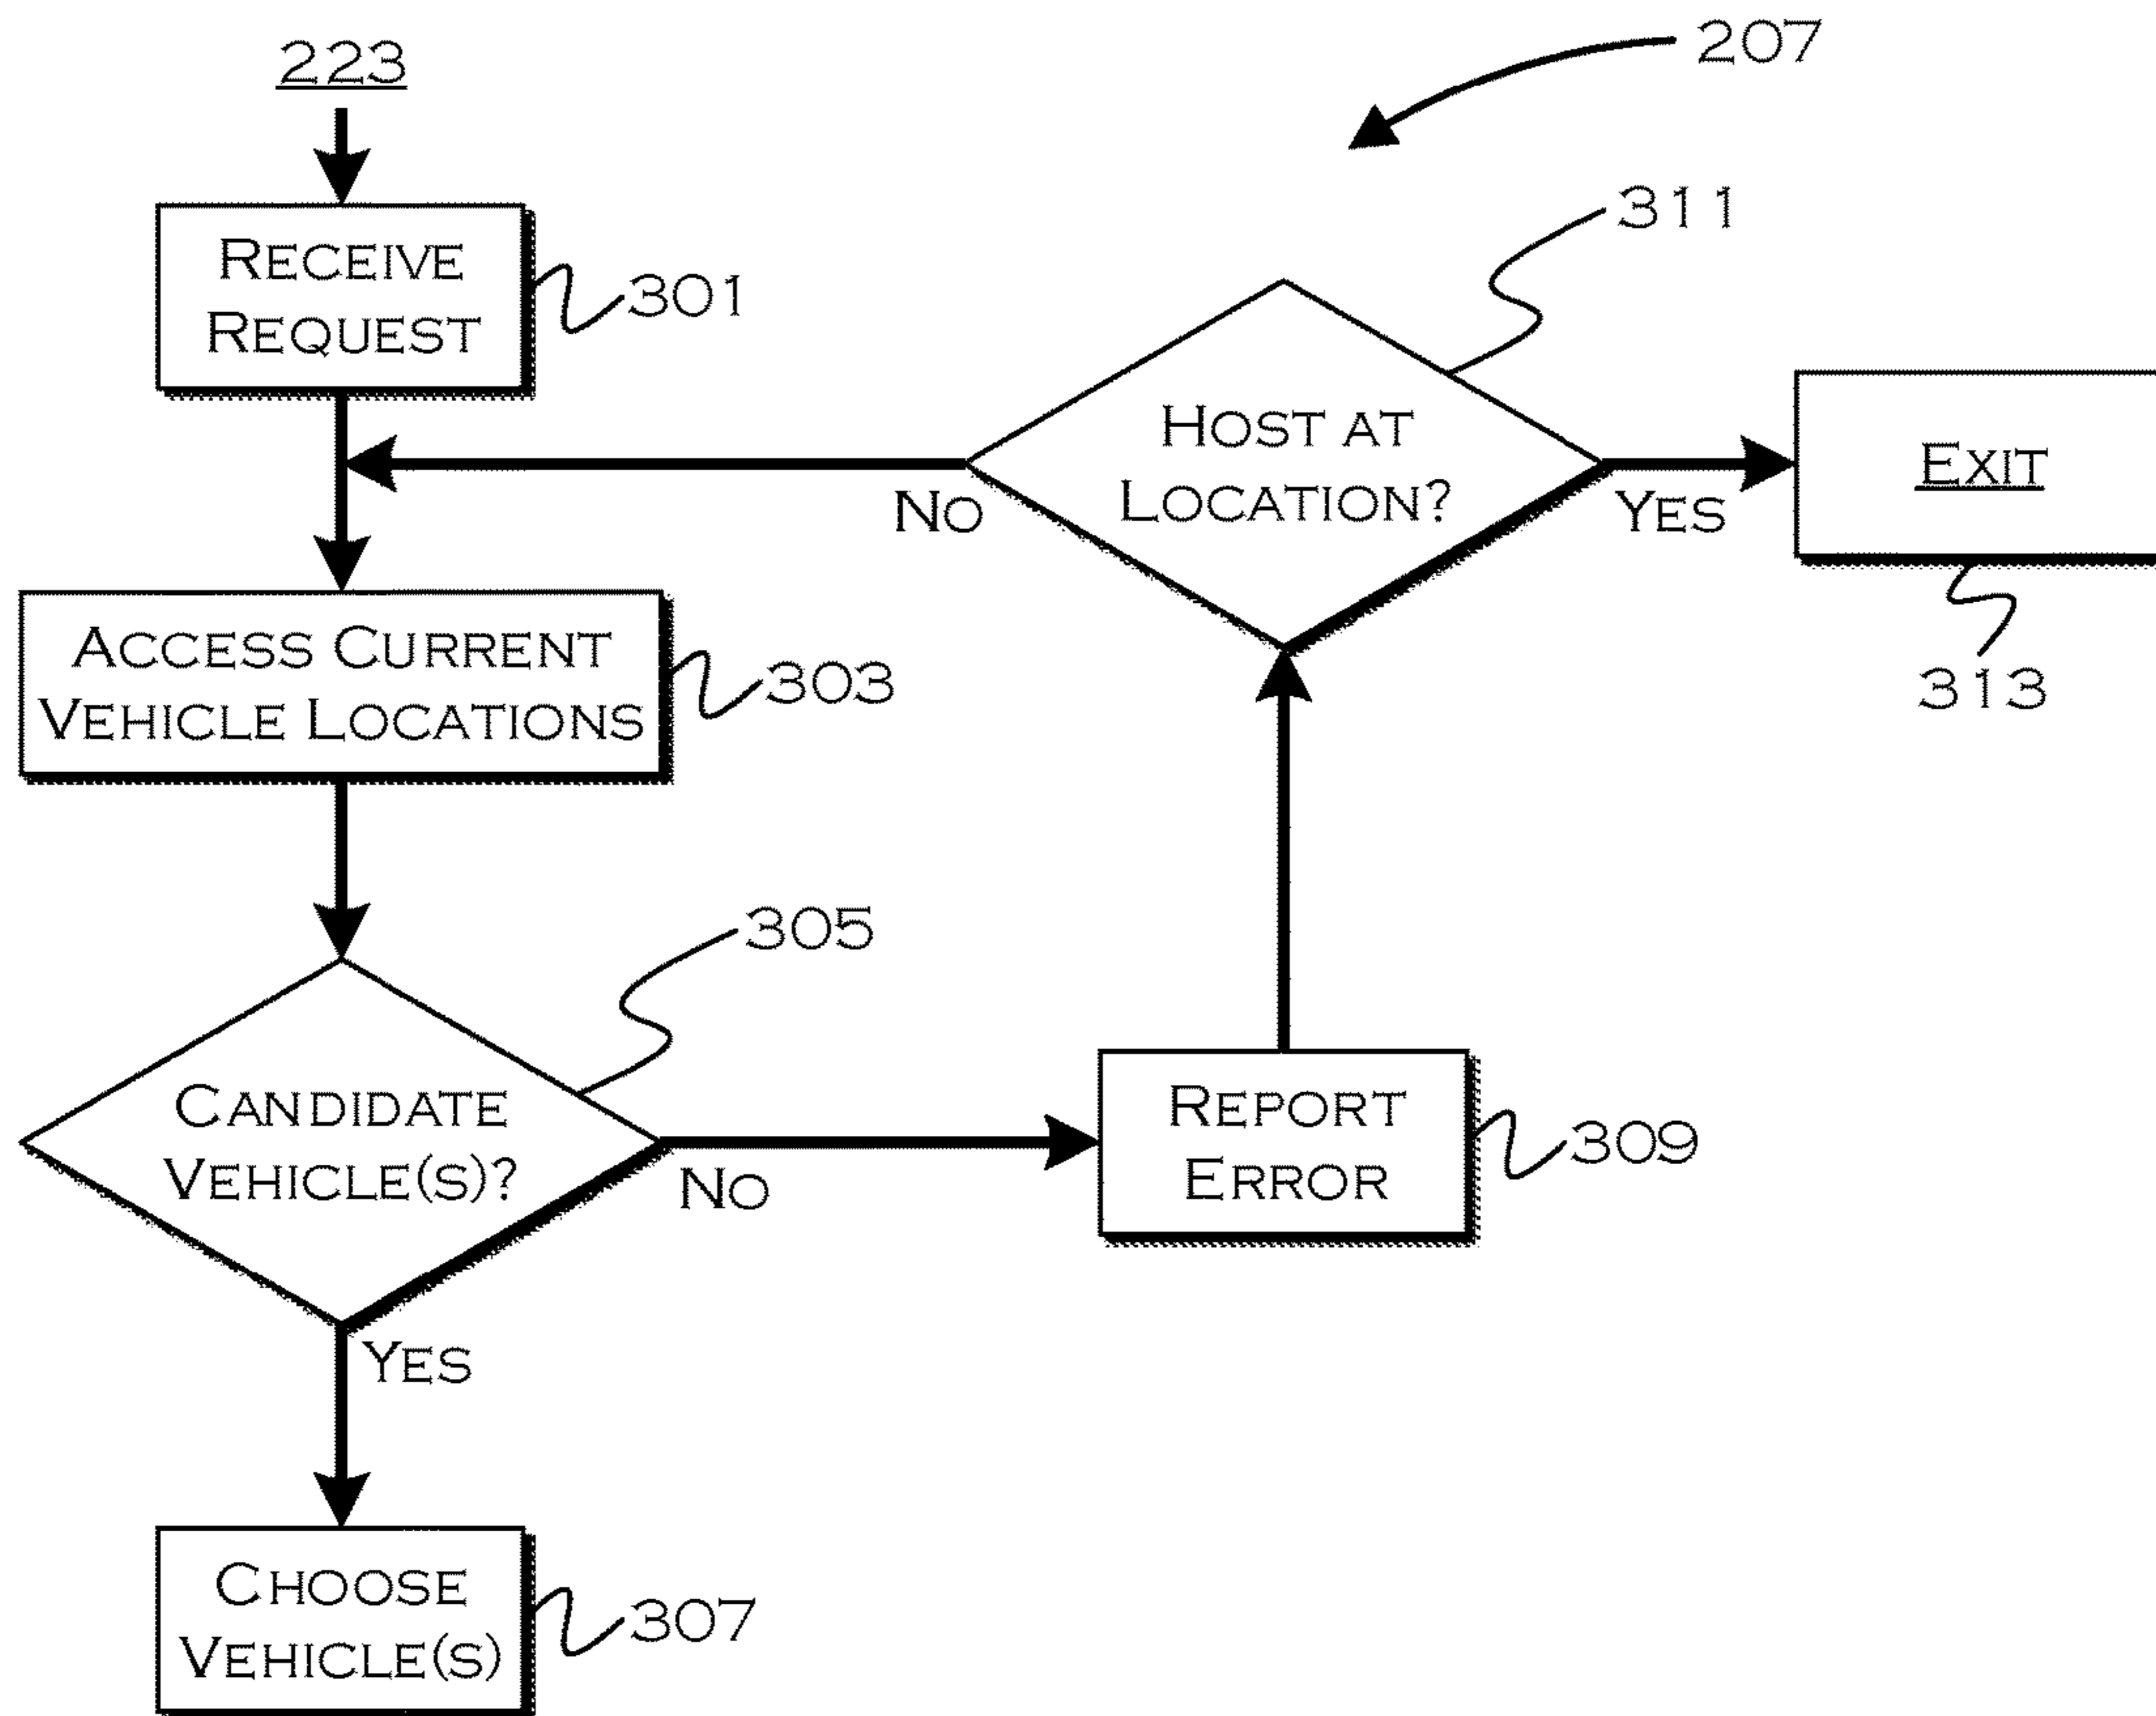 223
207
RECEIVE
REQUEST
301
311
HOST AT
LOCATION?
NO
YES
EXIT
313
ACCESS CURRENT
VEHICLE LOCATIONS
303
305
CANDIDATE
VEHICLE(S)?
NO
YES
REPORT
ERROR
309
CHOOSE
VEHICLE(S)
307